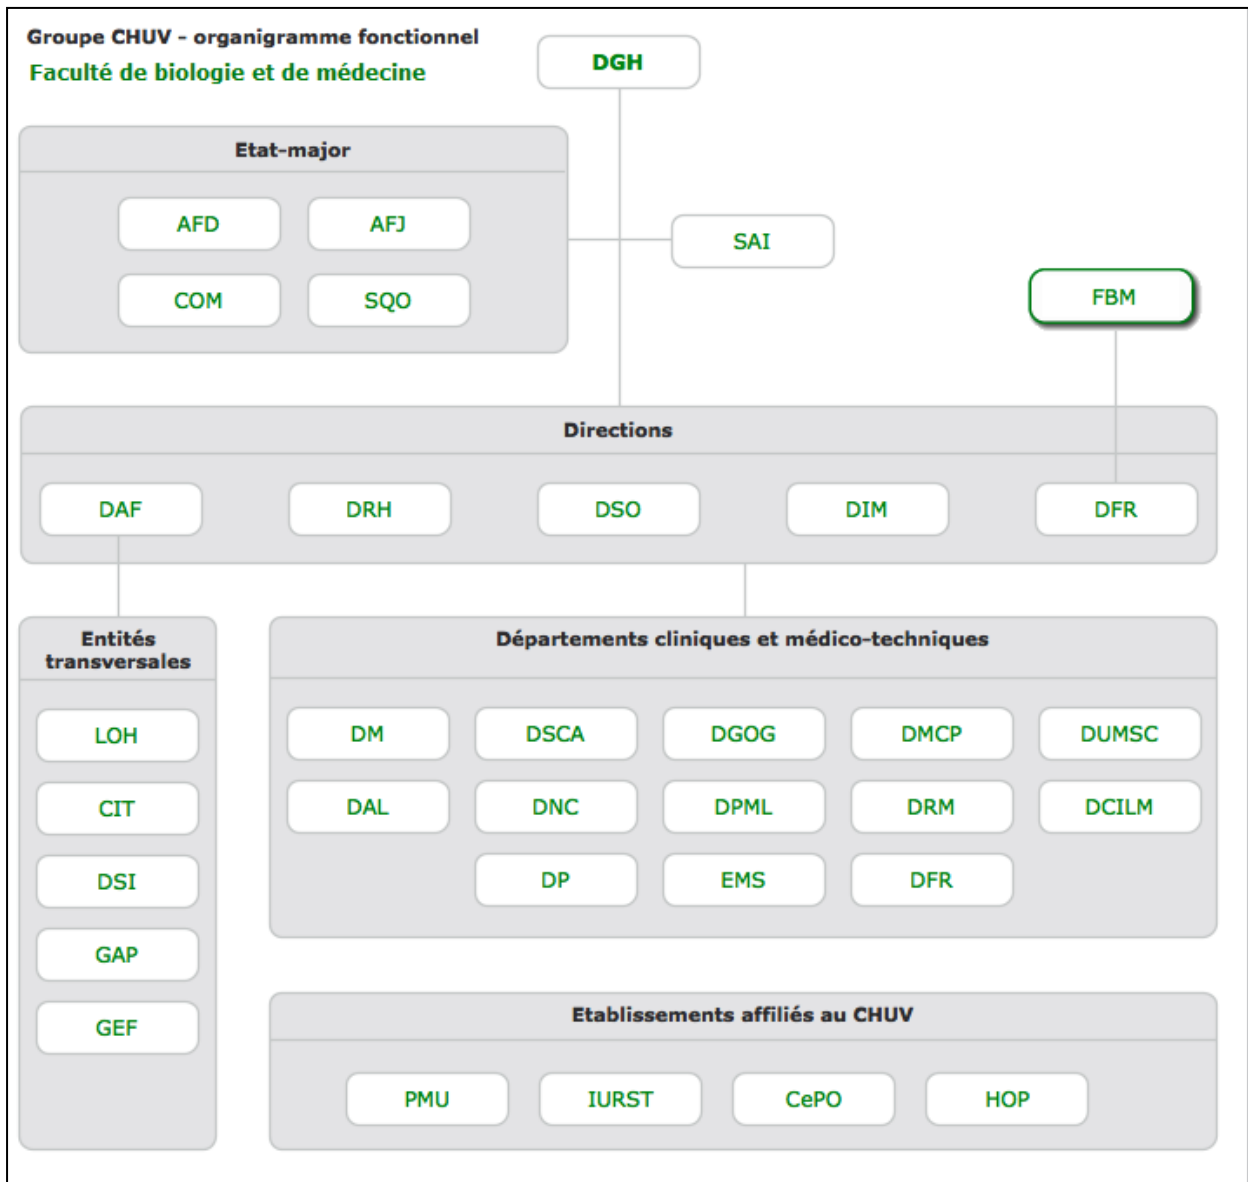 Groupe CHUV - organigramme fonctionnel
Faculté de biologie et de médecine
DGH
Etat-major
AFD AFJ
SAI
COM SQO
FBM
Directions
DAF DRH DSO DIM DFR
Entités
transversales
LOH
CIT
DSI
GAP
GEF
Départements cliniques et médico-techniques
DM DSCA DGOG DMCP DUMSC
DAL DNC DPML DRM DCILM
DP EMS DFR
Etablissements affiliés au CHUV
PMU IURST CePO HOP